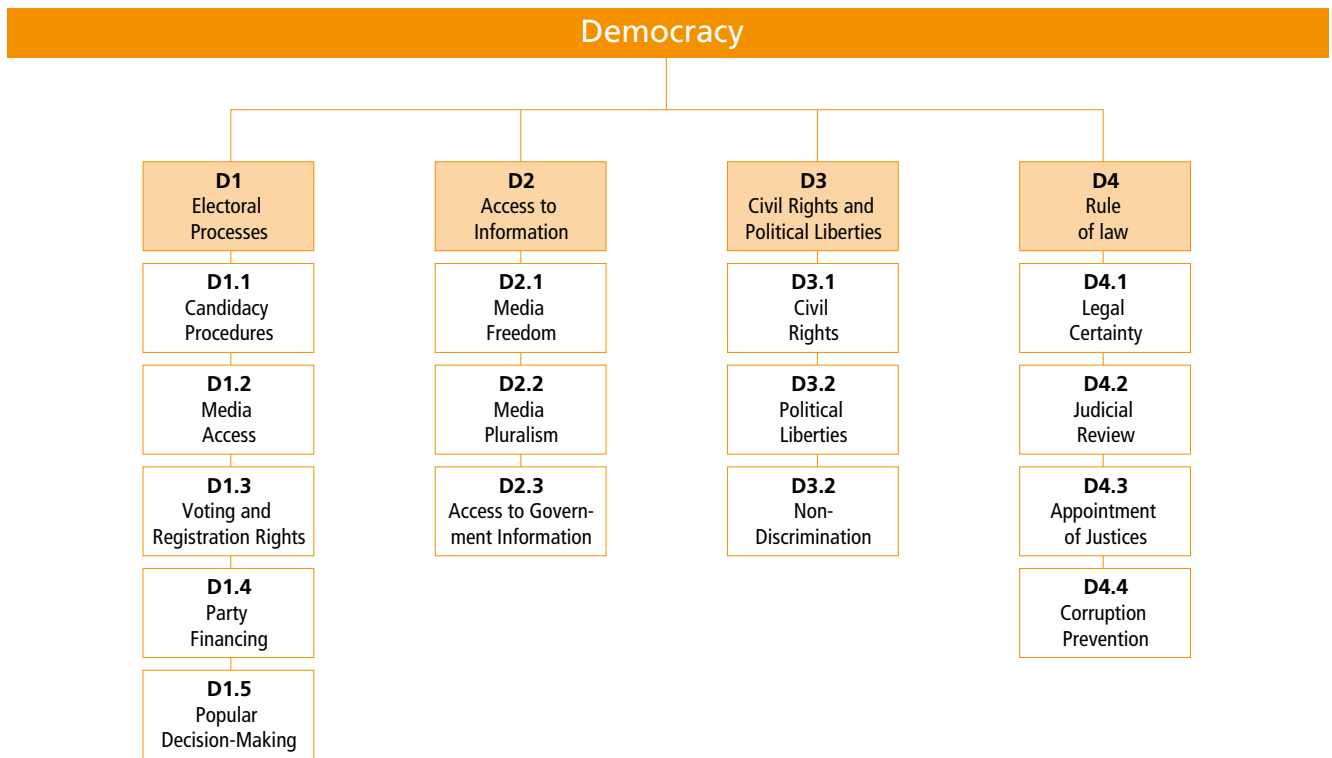 Democracy
D1
Electoral
Processes
D1.1
Candidacy
Procedures
D1.2
Media
Access
D1.3
Voting and
Registration Rights
D1.4
Party
Financing
D1.5
Popular
Decision-Making
D2
Access to
Information
D2.1
Media
Freedom
D2.2
Media
Pluralism
D2.3
Access to Govern-
ment Information
D3
Civil Rights and
Political Liberties
D3.1
Civil
Rights
D3.2
Political
Liberties
D3.2
Non-
Discrimination
D4
Rule
of law
D4.1
Legal
Certainty
D4.2
Judicial
Review
D4.3
Appointment
of Justices
D4.4
Corruption
Prevention